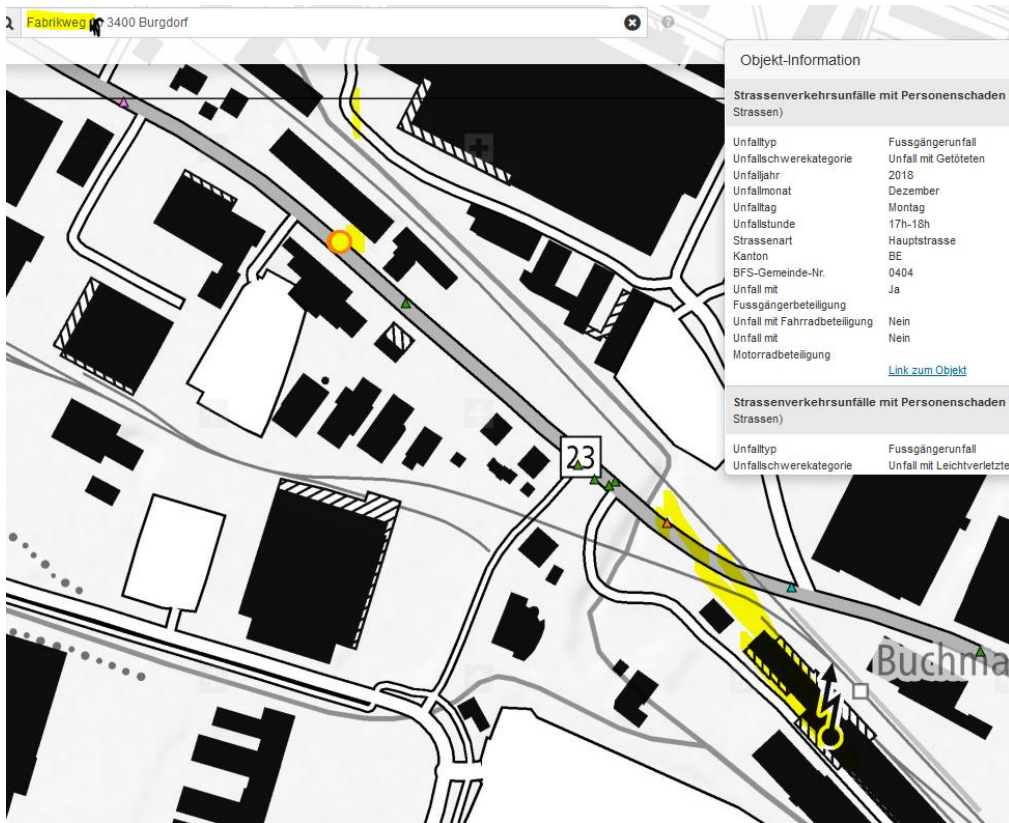 Fabrikweg 3400 Burgdorf
Objekt-Information
Strassenverkehrsunfälle mit Personenschaden
Strassen)
Unfalltyp Fussgängerunfall
Unfallschwerekategorie Unfall mit Getöteten
Unfalljahr 2018
Unfallmonat Dezember
Unfalltag Montag
Unfallstunde 17h-18h
Strassenart Hauptstrasse
Kanton BE
BFS-Gemeinde-Nr. 0404
Unfall mit Ja
Fussgängerbeteiligung
Unfall mit Fahrradbeteiligung Nein
Unfall mit Nein
Motorradbeteiligung
Link zum Objekt
Strassenverkehrsunfälle mit Personenschaden
Strassen)
Unfalltyp Fussgängerunfall
Unfallschwerekategorie Unfall mit Leichtverletzte
23
Buchma